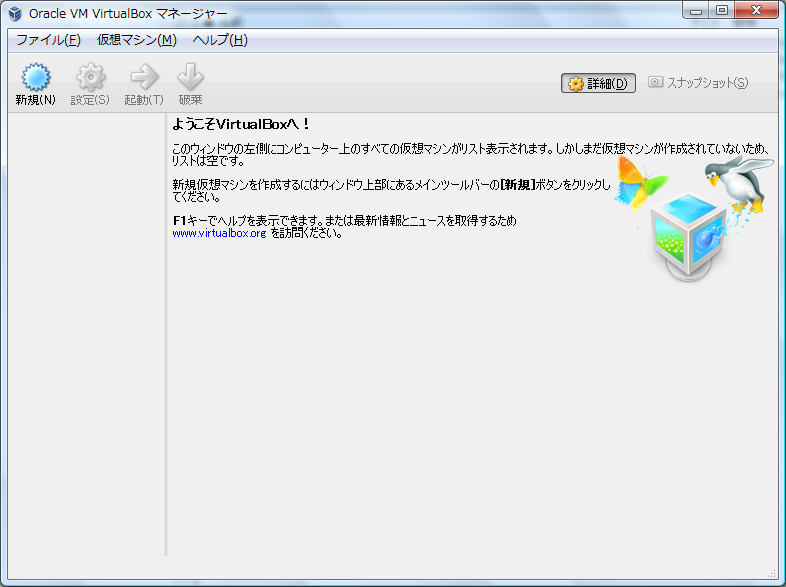 Oracle VM VirtualBox マネージャー
ファイル(F) 仮想マシン(M) ヘルプ(H)
新規(N) 設定(S) 起動(T) 破棄 詳細(D) スナップショット(S)
ようこそVirtualBoxへ！
このウィンドウの左側にコンピューター上のすべての仮想マシンがリスト表示されます。しかしまだ仮想マシンが作成されていないため、
リストは空です。
新規仮想マシンを作成するにはウィンドウ上部にあるメインツールバーの[新規]ボタンをクリックし
てください。
F1キーでヘルプを表示できます。または最新情報とニュースを取得するため
www.virtualbox.org を訪問ください。